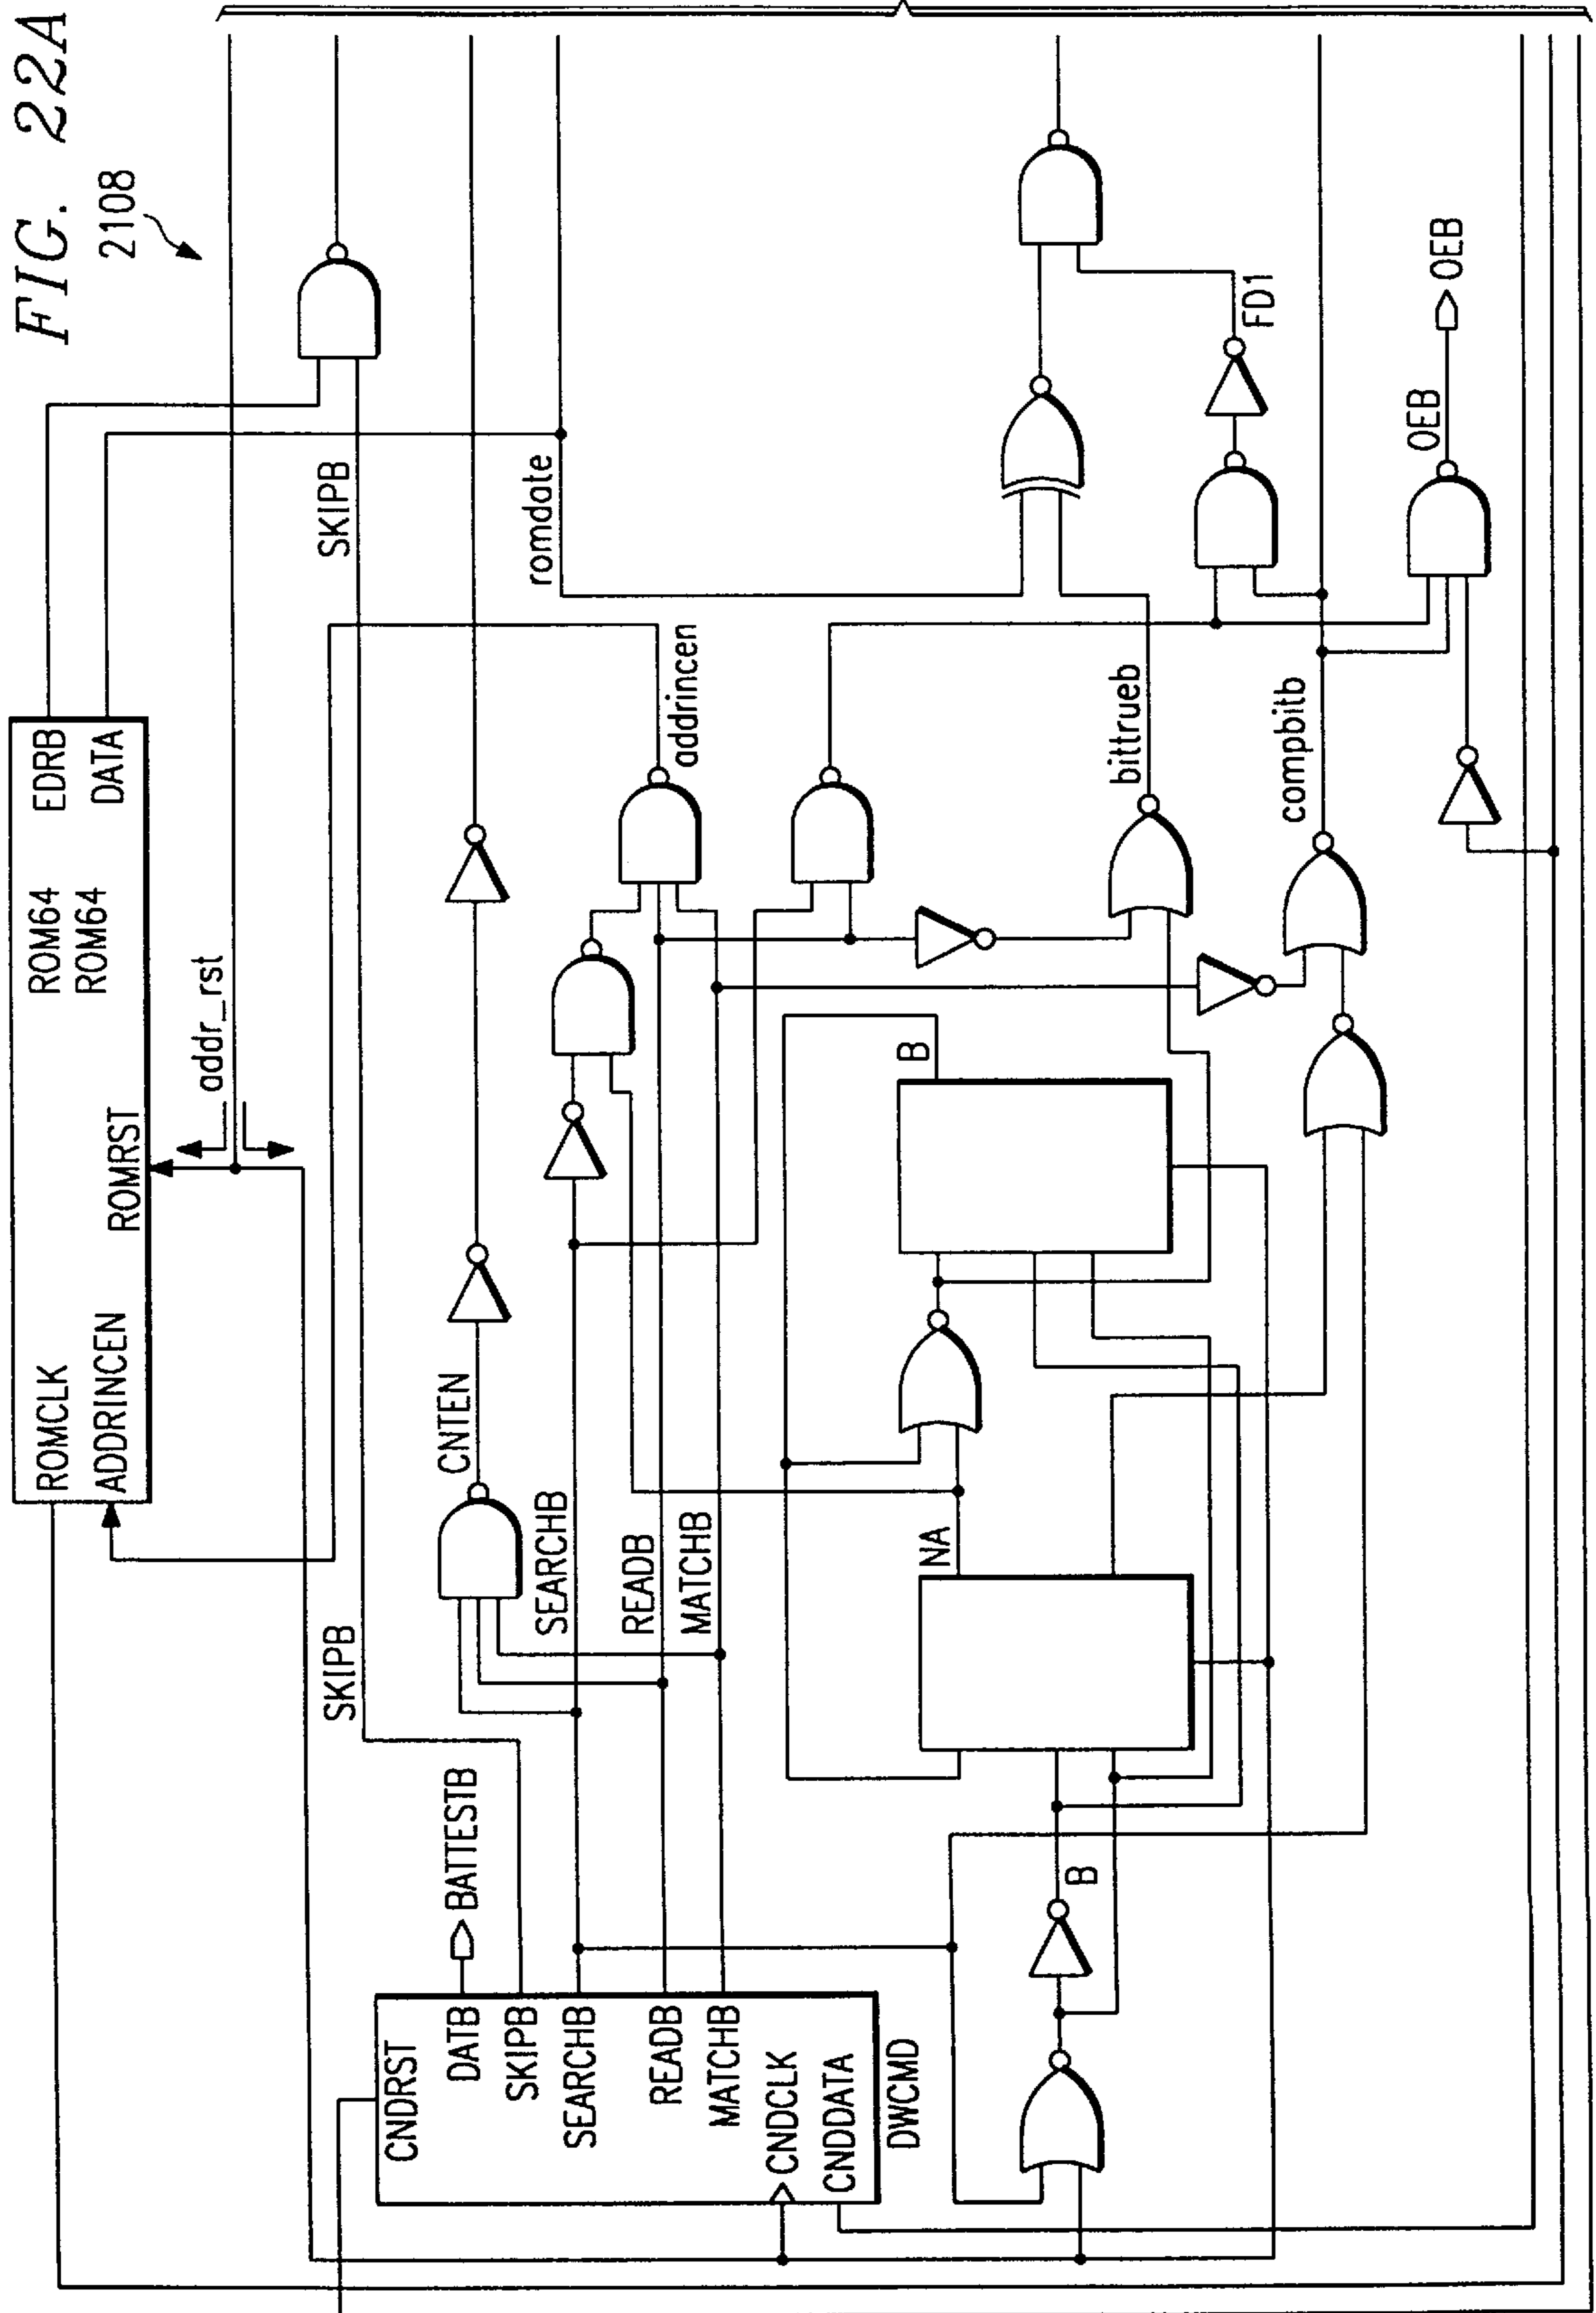 FIG. 22A
2108
ROMCLK
ADDRINCEN
ROMRST
ROM64
ROM64
EDRB
DATA
addr_rst
SKIPB
SKIPB
romdate
CNTEN
addrincen
BATTESTB
SEARCHB
READB
MATCHB
CNDRST
DATB
SKIPB
SEARCHB
READB
MATCHB
CNDCLK
CNDDATA
DWCMD
NA
B
B
bittrueb
compbitb
FD1
OEB
OEB